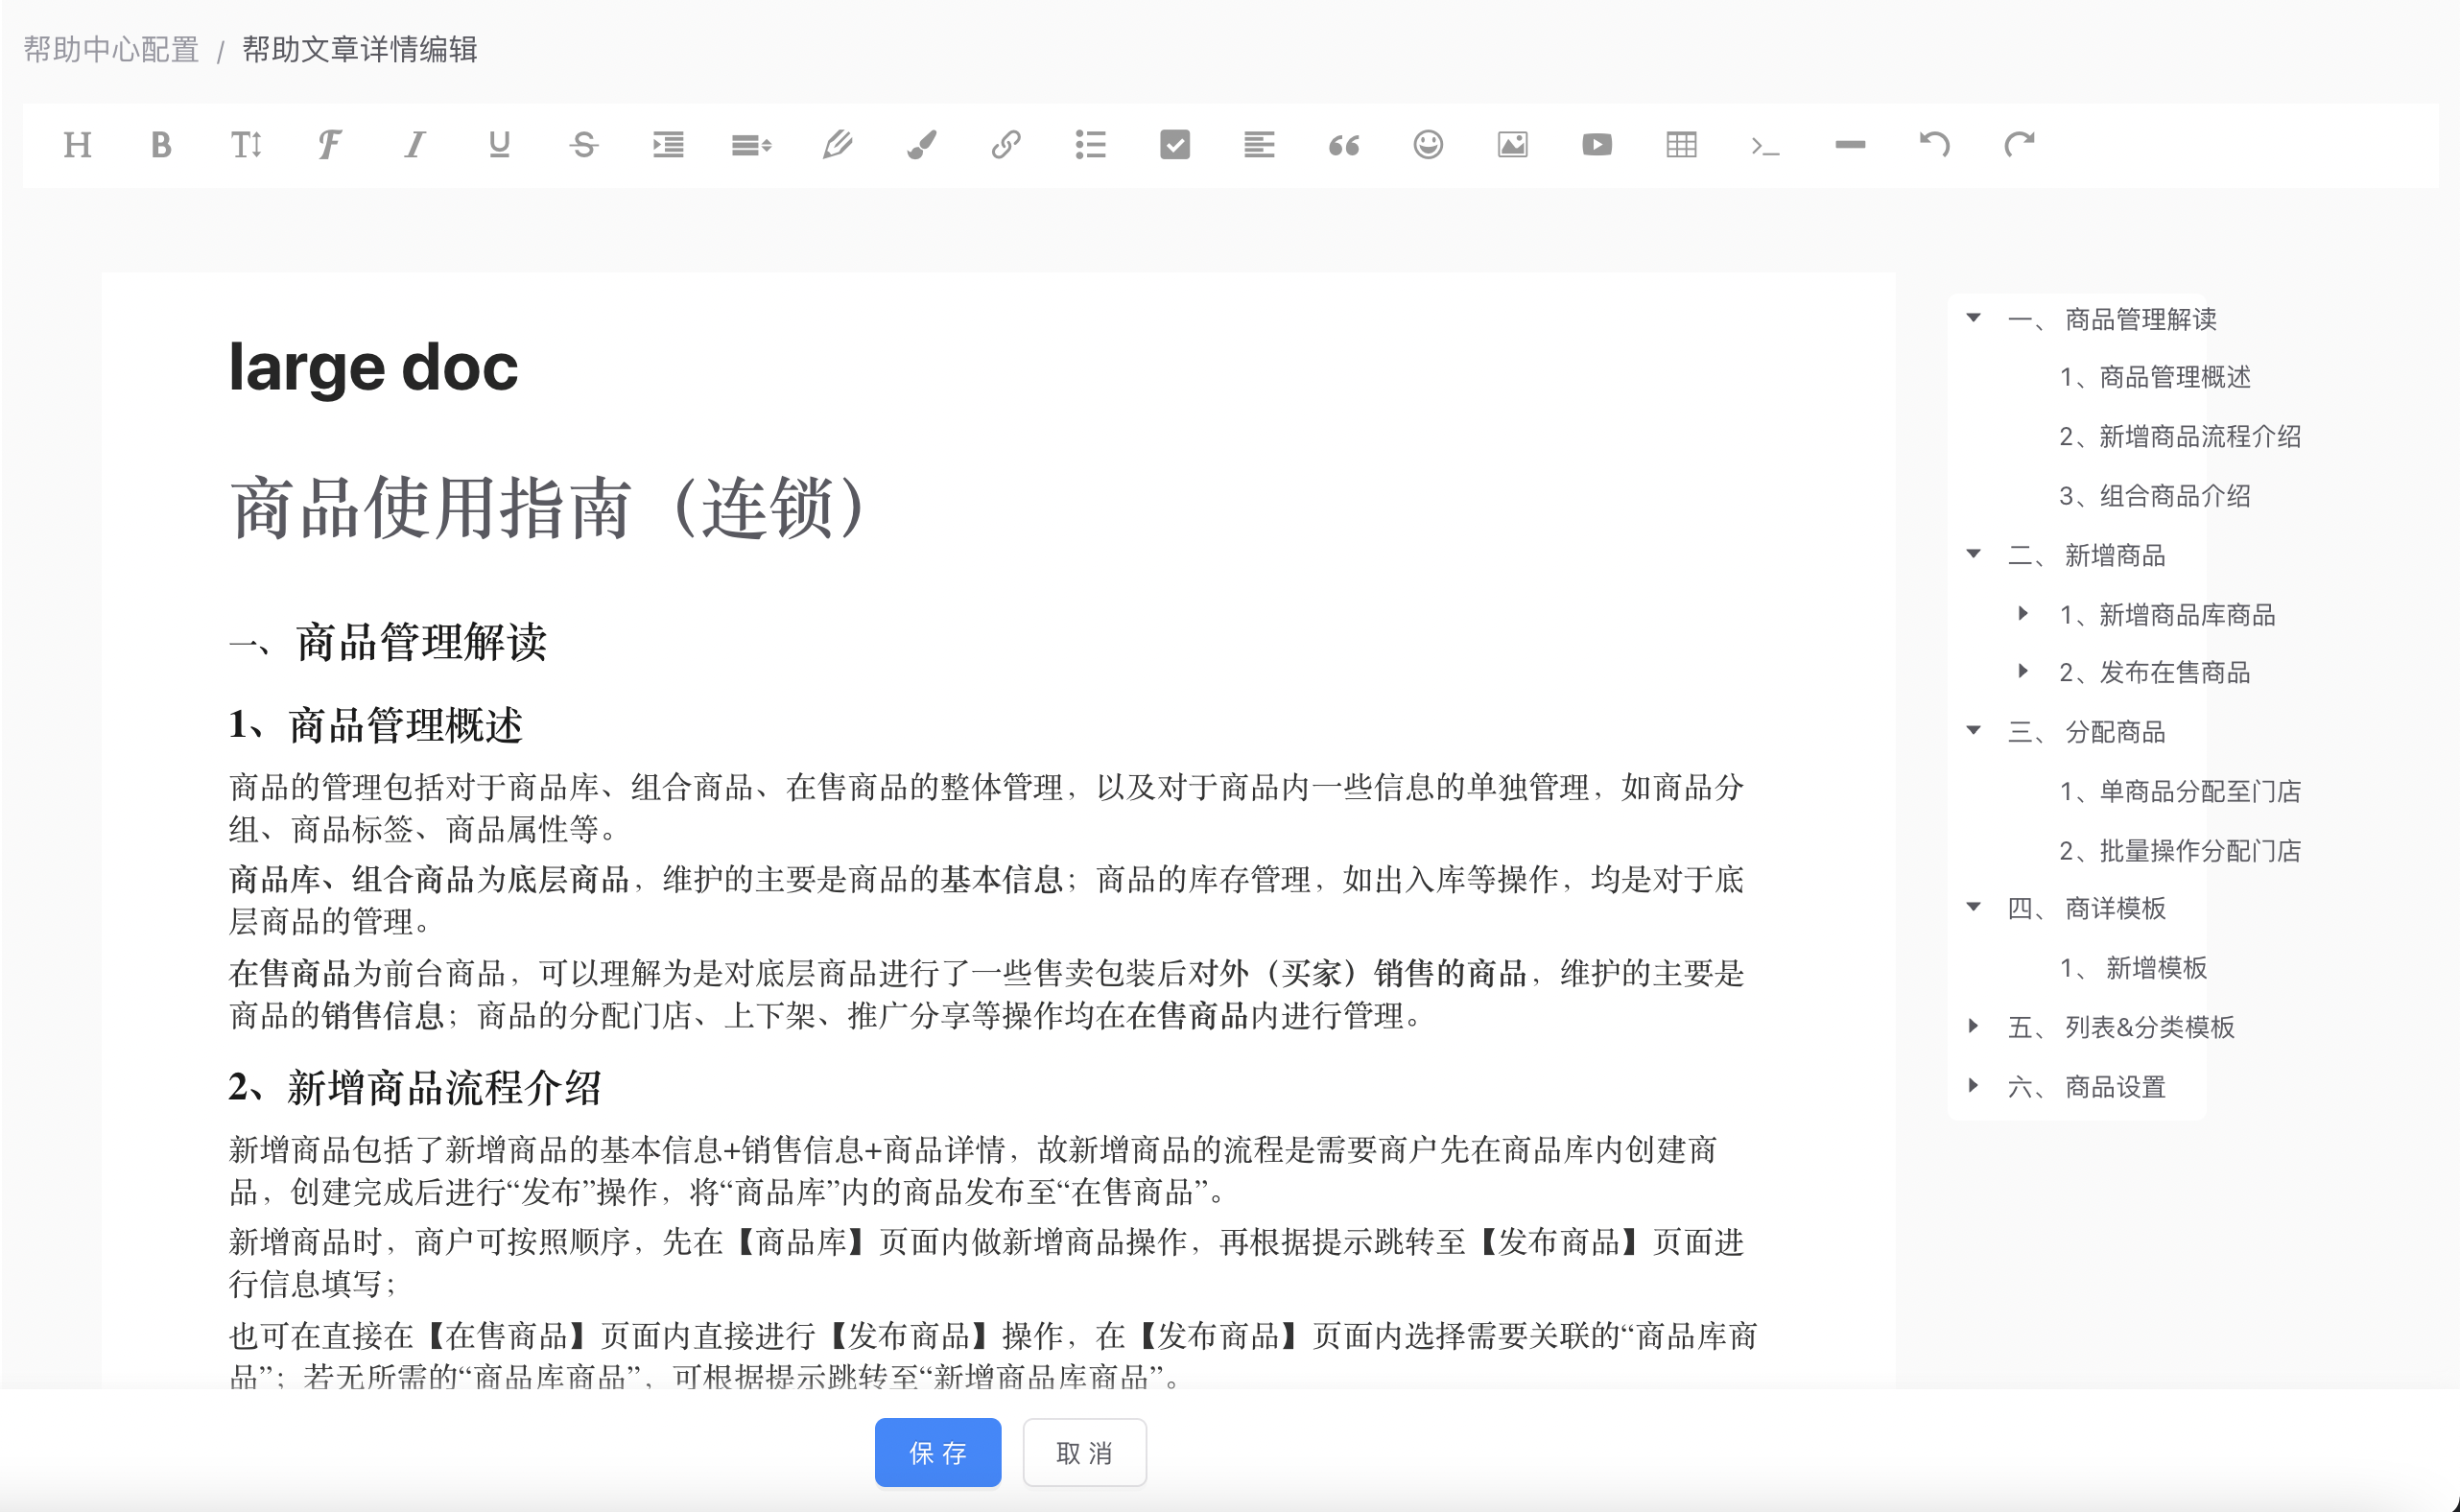 帮助中心配置 / 帮助文章详情编辑
large doc
商品使用指南（连锁）
一、商品管理解读
1、商品管理概述
商品的管理包括对于商品库、组合商品、在售商品的整体管理，以及对于商品内一些信息的单独管理，如商品分
组、商品标签、商品属性等。
商品库、组合商品为底层商品，维护的主要是商品的基本信息；商品的库存管理，如出入库等操作，均是对于底
层商品的管理。
在售商品为前台商品，可以理解为是对底层商品进行了一些售卖包装后对外（买家）销售的商品，维护的主要是
商品的销售信息；商品的分配门店、上下架、推广分享等操作均在在售商品内进行管理。
2、新增商品流程介绍
新增商品包括了新增商品的基本信息+销售信息+商品详情，故新增商品的流程是需要商户先在商品库内创建商
品，创建完成后进行“发布”操作，将“商品库”内的商品发布至“在售商品”。
新增商品时，商户可按照顺序，先在【商品库】页面内做新增商品操作，再根据提示跳转至【发布商品】页面进
行信息填写；
也可在直接在【在售商品】页面内直接进行【发布商品】操作，在【发布商品】页面内选择需要关联的“商品库商
品”；若无所需的“商品库商品”，可根据提示跳转至“新增商品库商品”。
一、 商品管理解读
1、商品管理概述
2、新增商品流程介绍
3、组合商品介绍
二、 新增商品
1、新增商品库商品
2、发布在售商品
三、 分配商品
1、单商品分配至门店
2、批量操作分配门店
四、 商详模板
1、 新增模板
五、 列表&分类模板
六、 商品设置
保 存
取 消